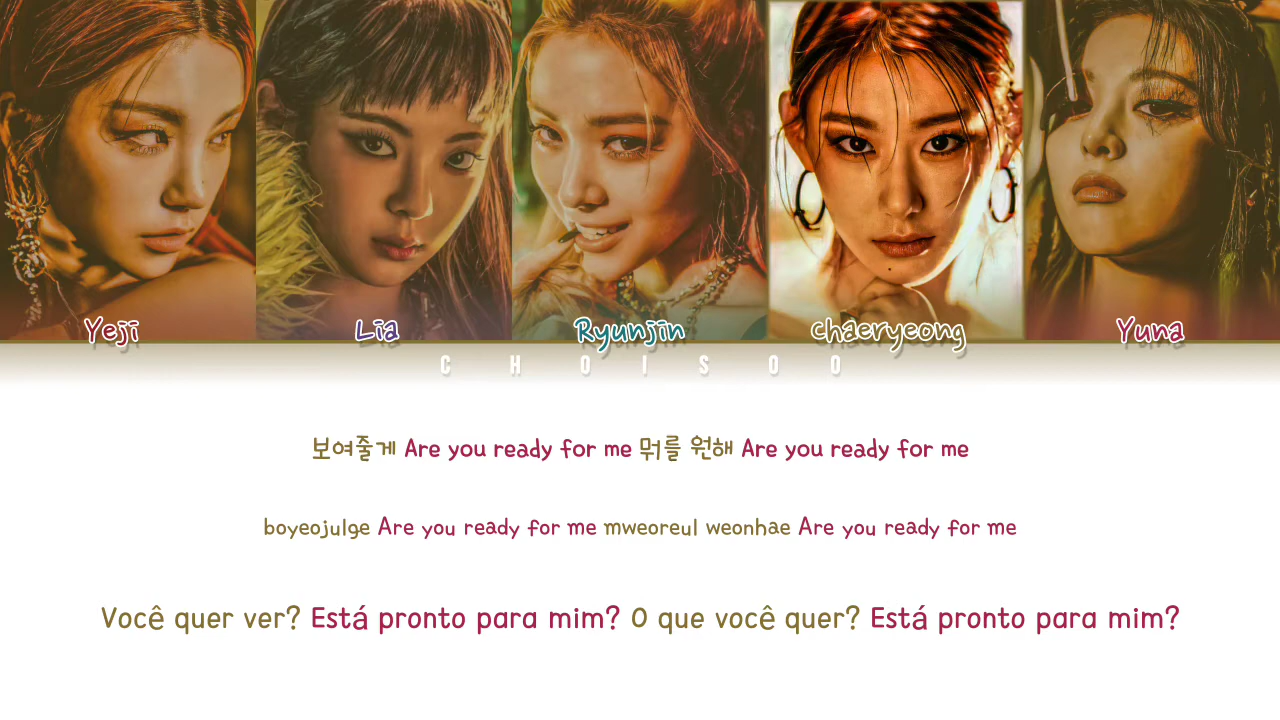 Yeji Lia Ryunjin chaeryeong Yuna
CHOISOO
보여줄게 Are you ready for me 뭐를 원해 Are you ready for me
boyeojulge Are you ready for me mweoreul weonhae Are you ready for me
Você quer ver? Está pronto para mim? O que você quer? Está pronto para mim?